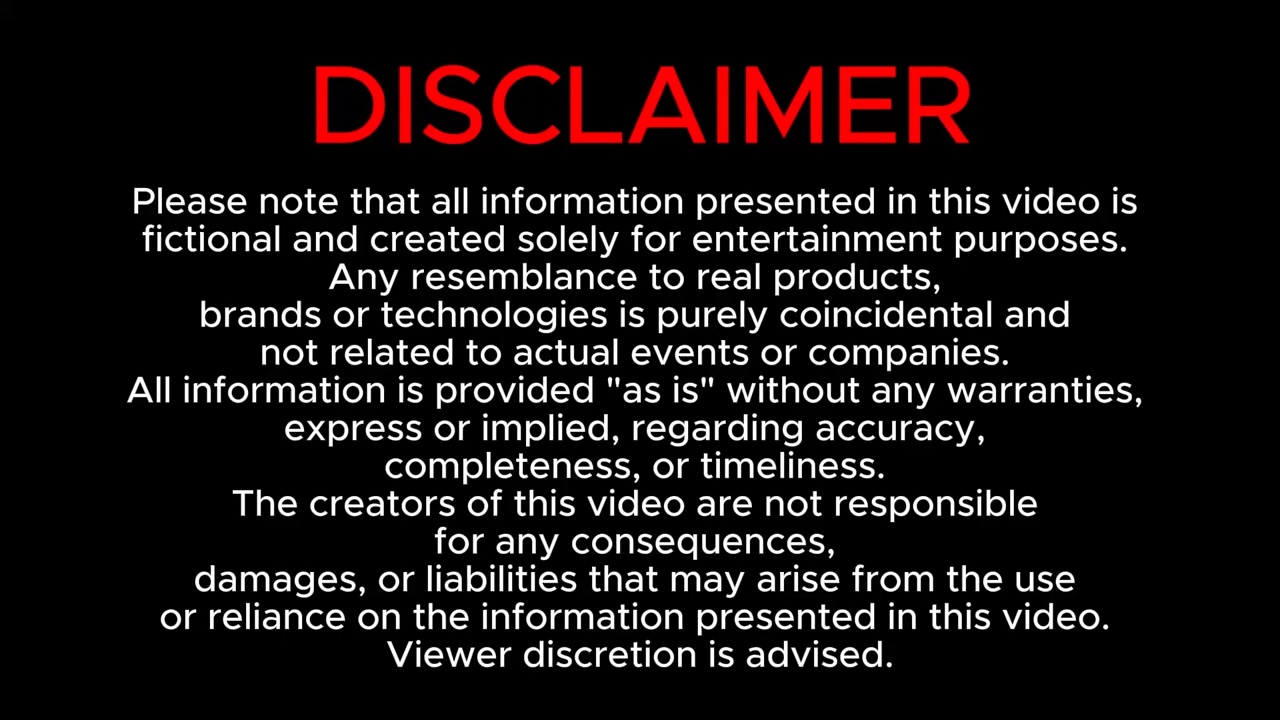 DISCLAIMER
Please note that all information presented in this video is
fictional and created solely for entertainment purposes.
Any resemblance to real products,
brands or technologies is purely coincidental and
not related to actual events or companies.
All information is provided "as is" without any warranties,
express or implied, regarding accuracy,
completeness, or timeliness.
The creators of this video are not responsible
for any consequences,
damages, or liabilities that may arise from the use
or reliance on the information presented in this video.
Viewer discretion is advised.